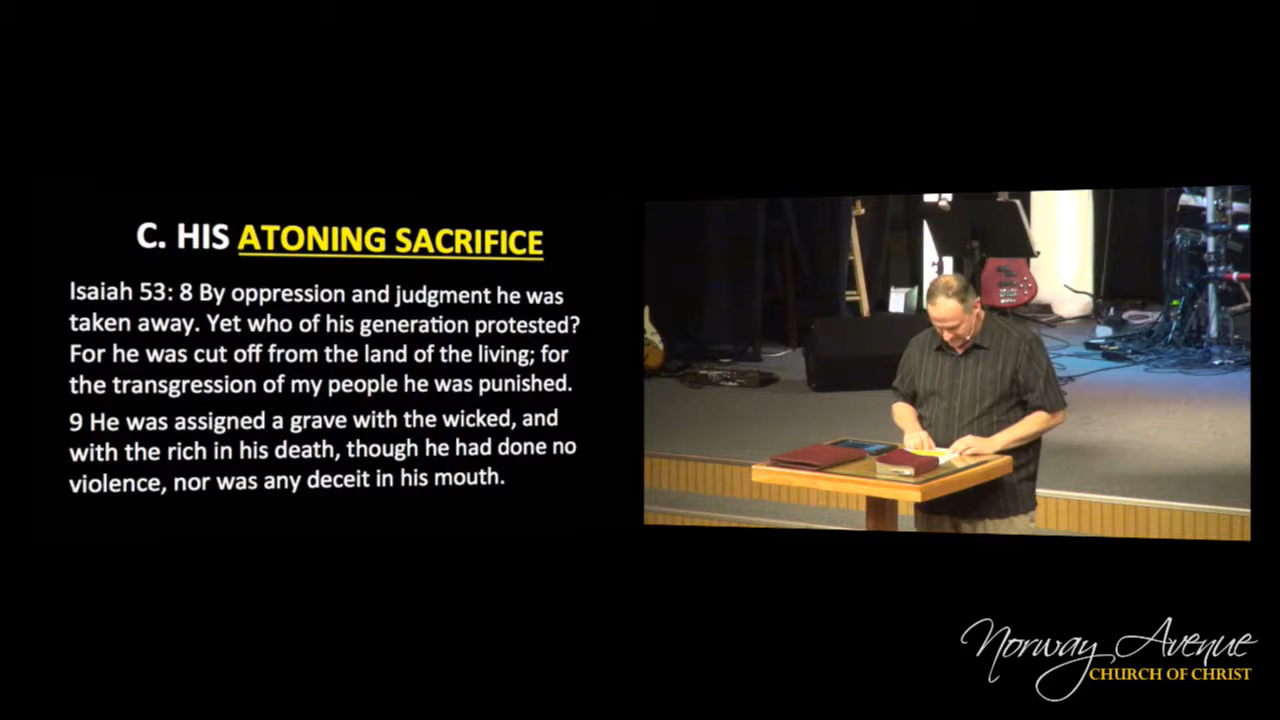 C. HIS ATONING SACRIFICE
Isaiah 53: 8 By oppression and judgment he was
taken away. Yet who of his generation protested?
For he was cut off from the land of the living; for
the transgression of my people he was punished.
9 He was assigned a grave with the wicked, and
with the rich in his death, though he had done no
violence, nor was any deceit in his mouth.
Norway Avenue
CHURCH OF CHRIST